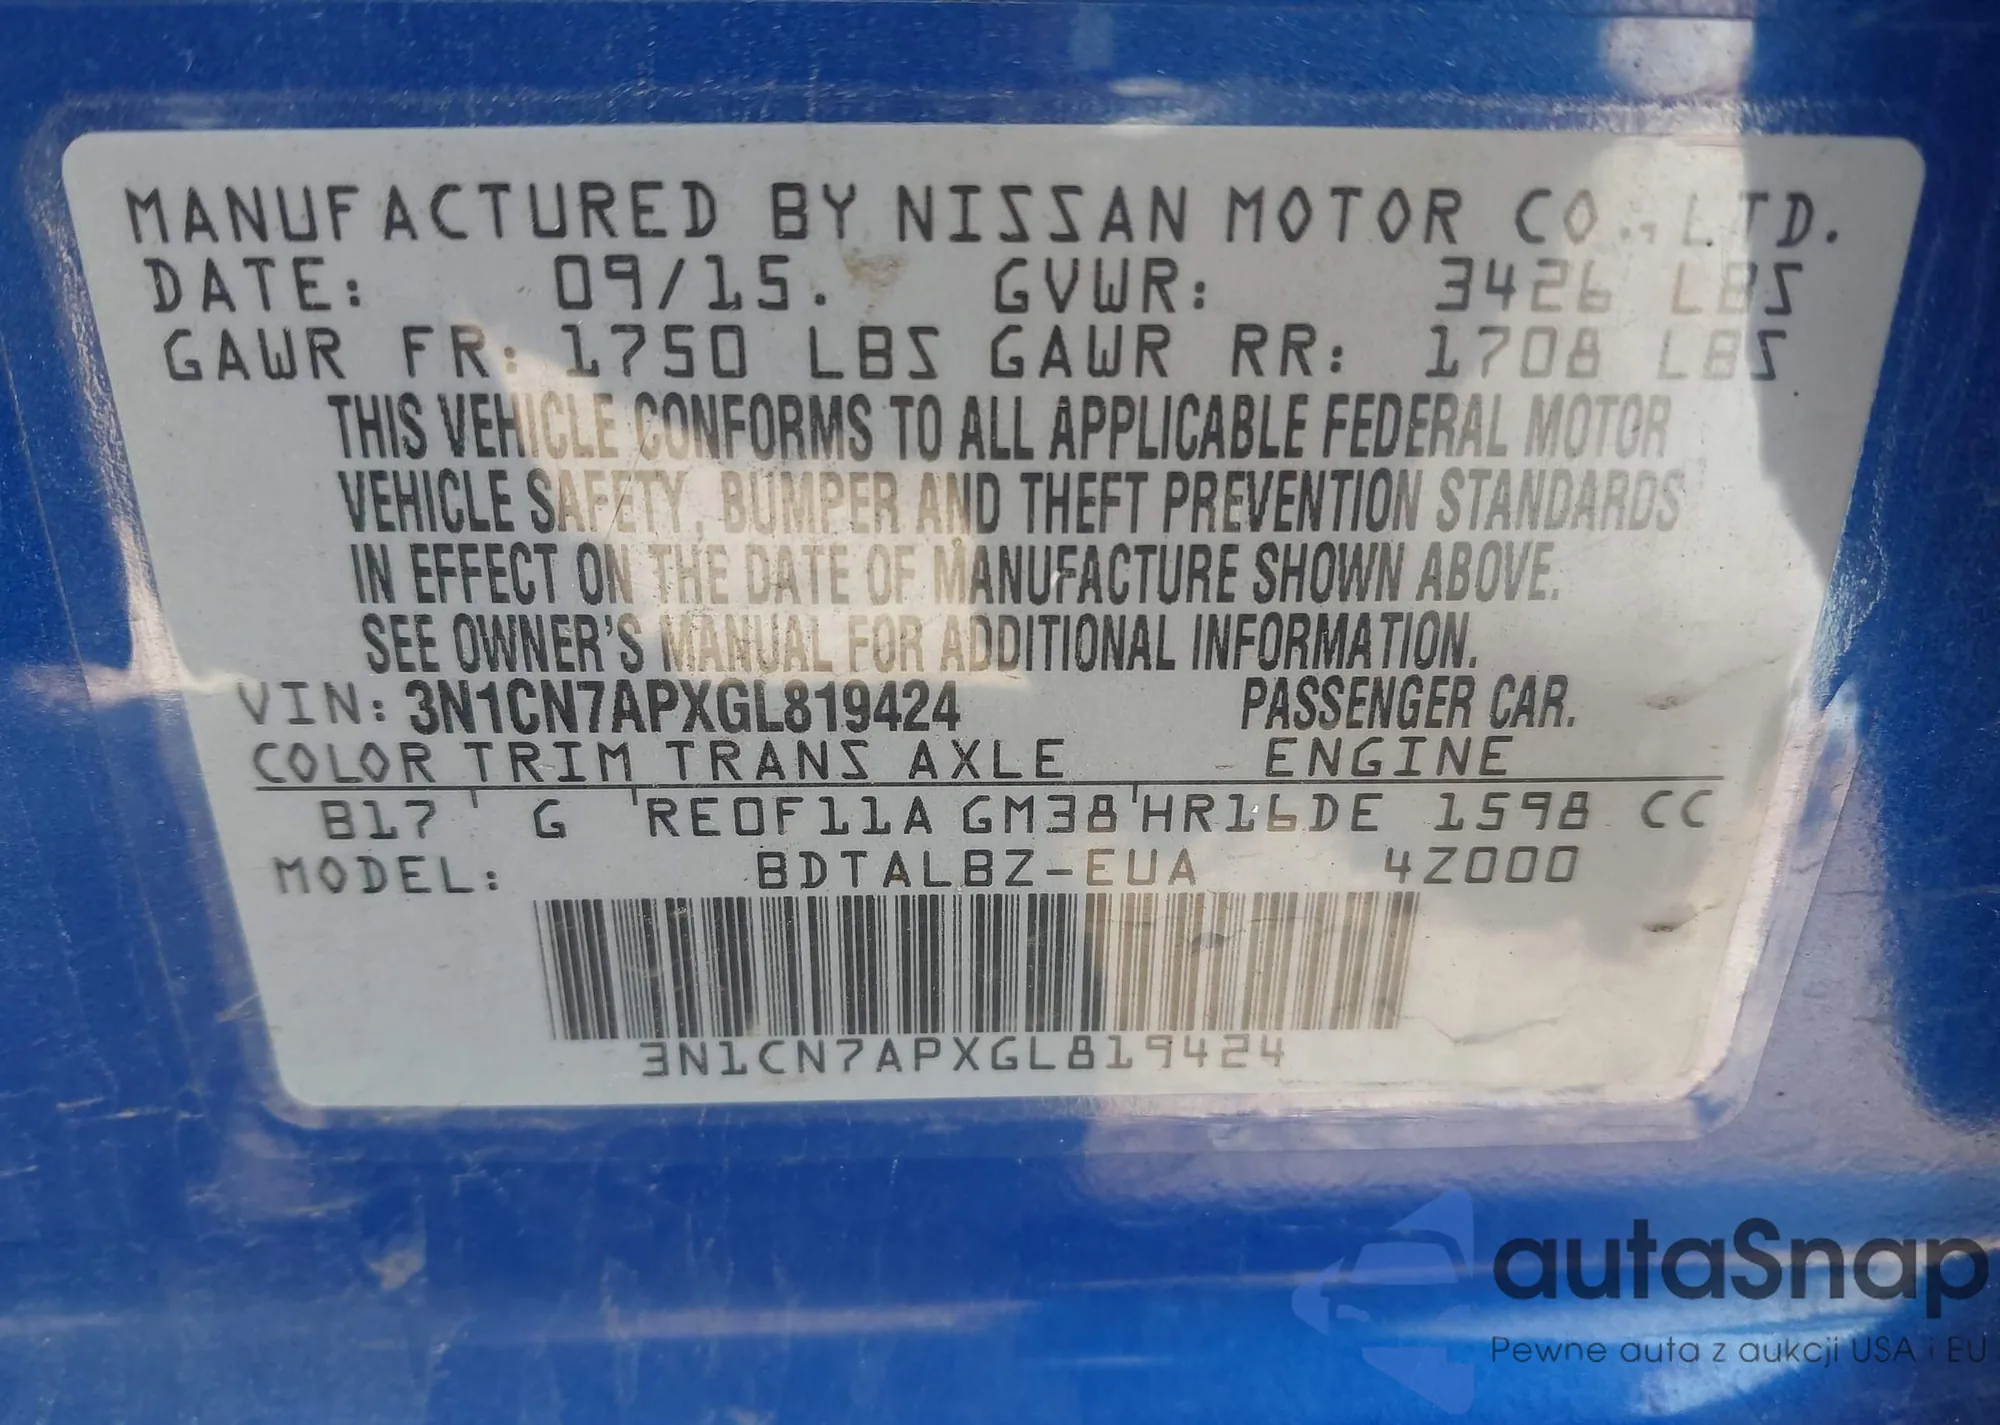 MANUFACTURED BY NISSAN MOTOR CO., LTD.
DATE: 09/15. GVWR: 3426 LBS
GAWR FR: 1750 LBS GAWR RR: 1708 LBS
THIS VEHICLE CONFORMS TO ALL APPLICABLE FEDERAL MOTOR
VEHICLE SAFETY, BUMPER AND THEFT PREVENTION STANDARDS
IN EFFECT ON THE DATE OF MANUFACTURE SHOWN ABOVE.
SEE OWNER'S MANUAL FOR ADDITIONAL INFORMATION.
VIN: 3N1CN7APXGL819424 PASSENGER CAR.
COLOR TRIM TRANS AXLE ENGINE
B17 G RE0F11A GM38 HR16DE 1598 CC
MODEL: BDTALBZ-EUA 4Z000
3N1CN7APXGL819424
autaSnap
Pewne auta z aukcji USA i EU